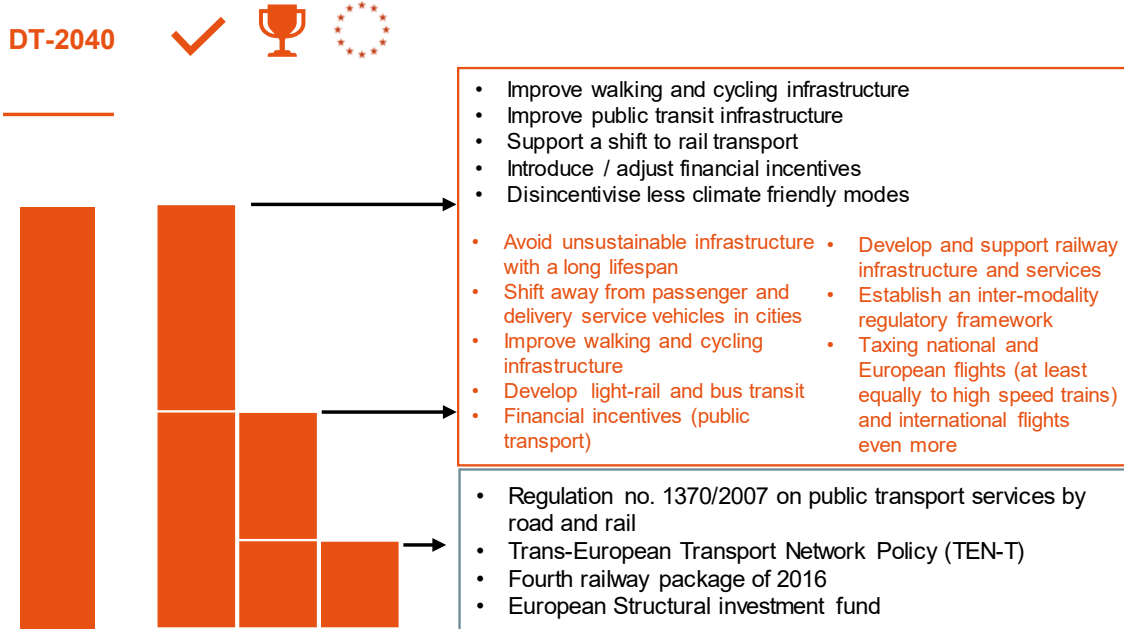 DT-2040
• Improve walking and cycling infrastructure
• Improve public transit infrastructure
• Support a shift to rail transport
• Introduce / adjust financial incentives
• Disincentivise less climate friendly modes
• Avoid unsustainable infrastructure
with a long lifespan
• Shift away from passenger and
delivery service vehicles in cities
• Improve walking and cycling
infrastructure
• Develop light-rail and bus transit
• Financial incentives (public
transport)
• Develop and support railway
infrastructure and services
• Establish an inter-modality
regulatory framework
• Taxing national and
European flights (at least
equally to high speed trains)
and international flights
even more
• Regulation no. 1370/2007 on public transport services by
road and rail
• Trans-European Transport Network Policy (TEN-T)
• Fourth railway package of 2016
• European Structural investment fund